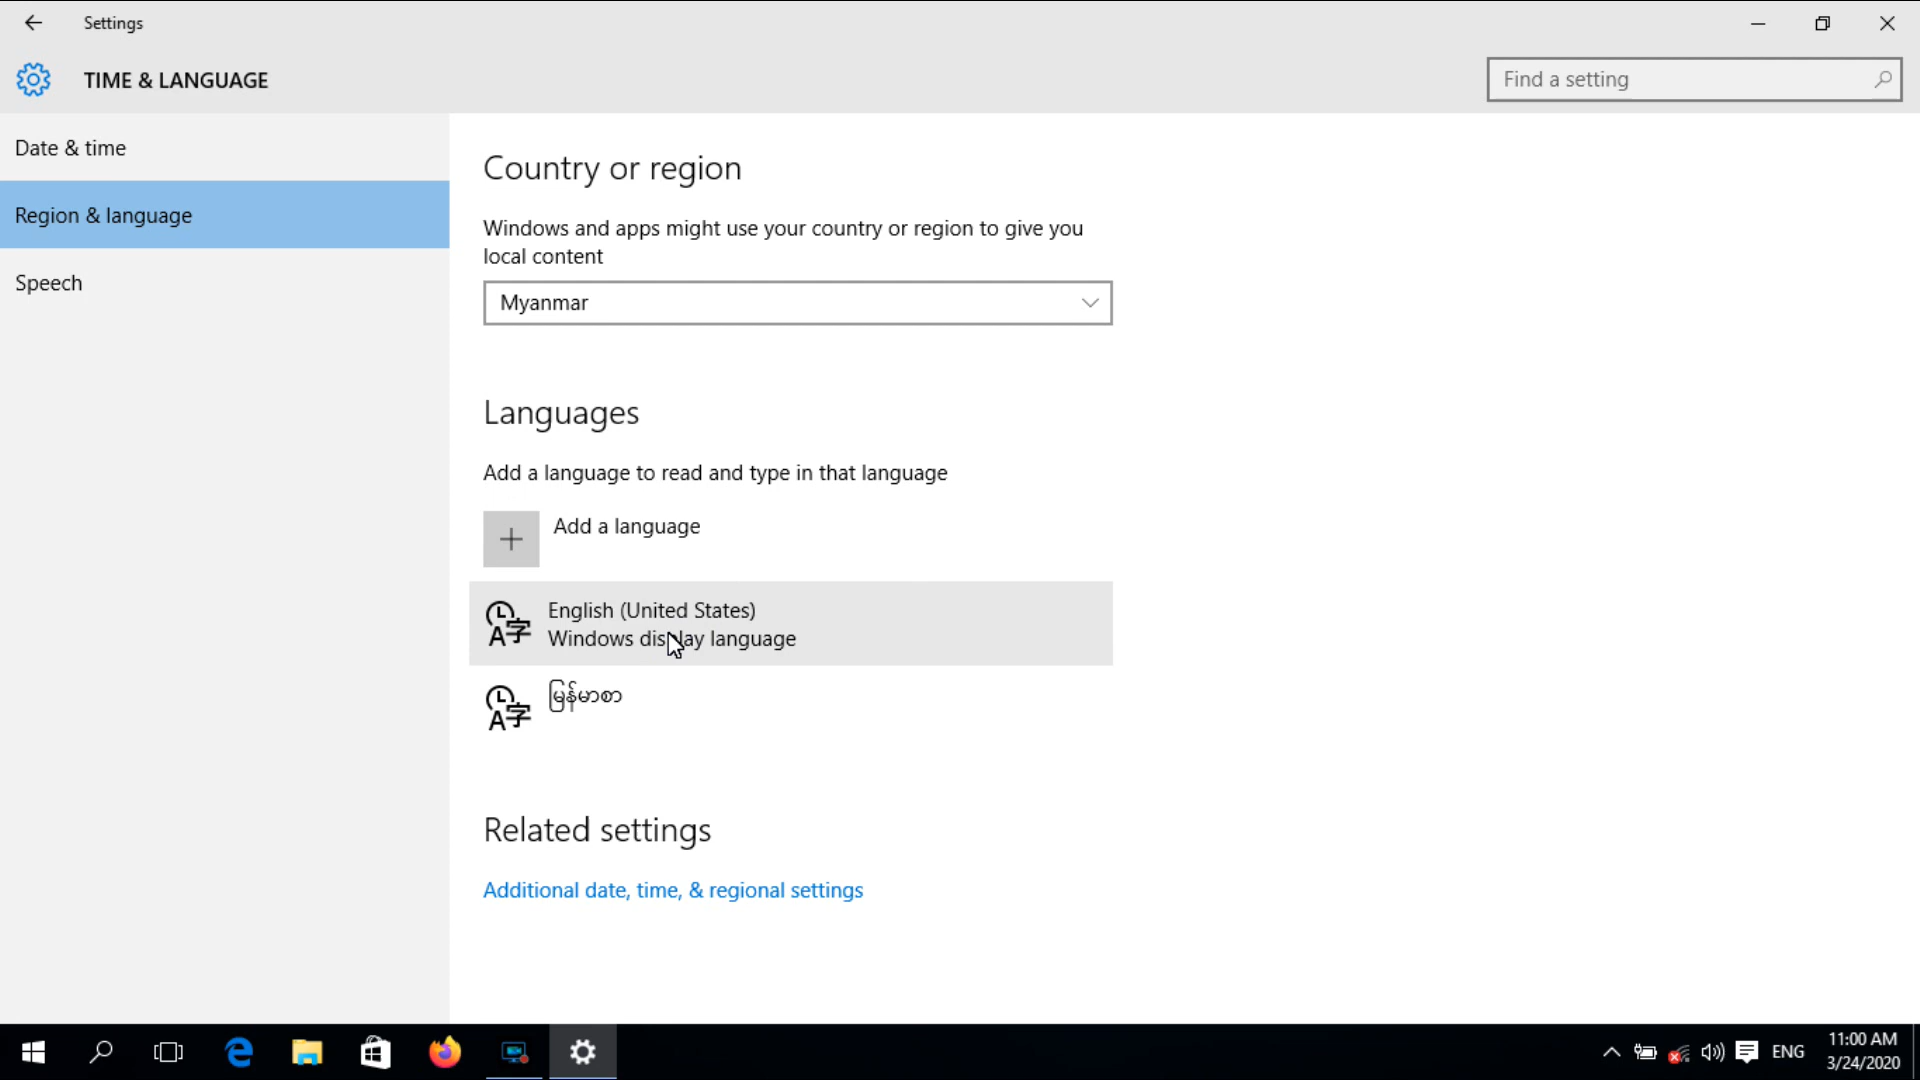 Settings
TIME & LANGUAGE
Find a setting
Date & time
Region & language
Speech
Country or region
Windows and apps might use your country or region to give you
local content
Myanmar
Languages
Add a language to read and type in that language
Add a language
English (United States)
Windows display language
မြန်မာစာ
Related settings
Additional date, time, & regional settings
ENG
11:00 AM
3/24/2020